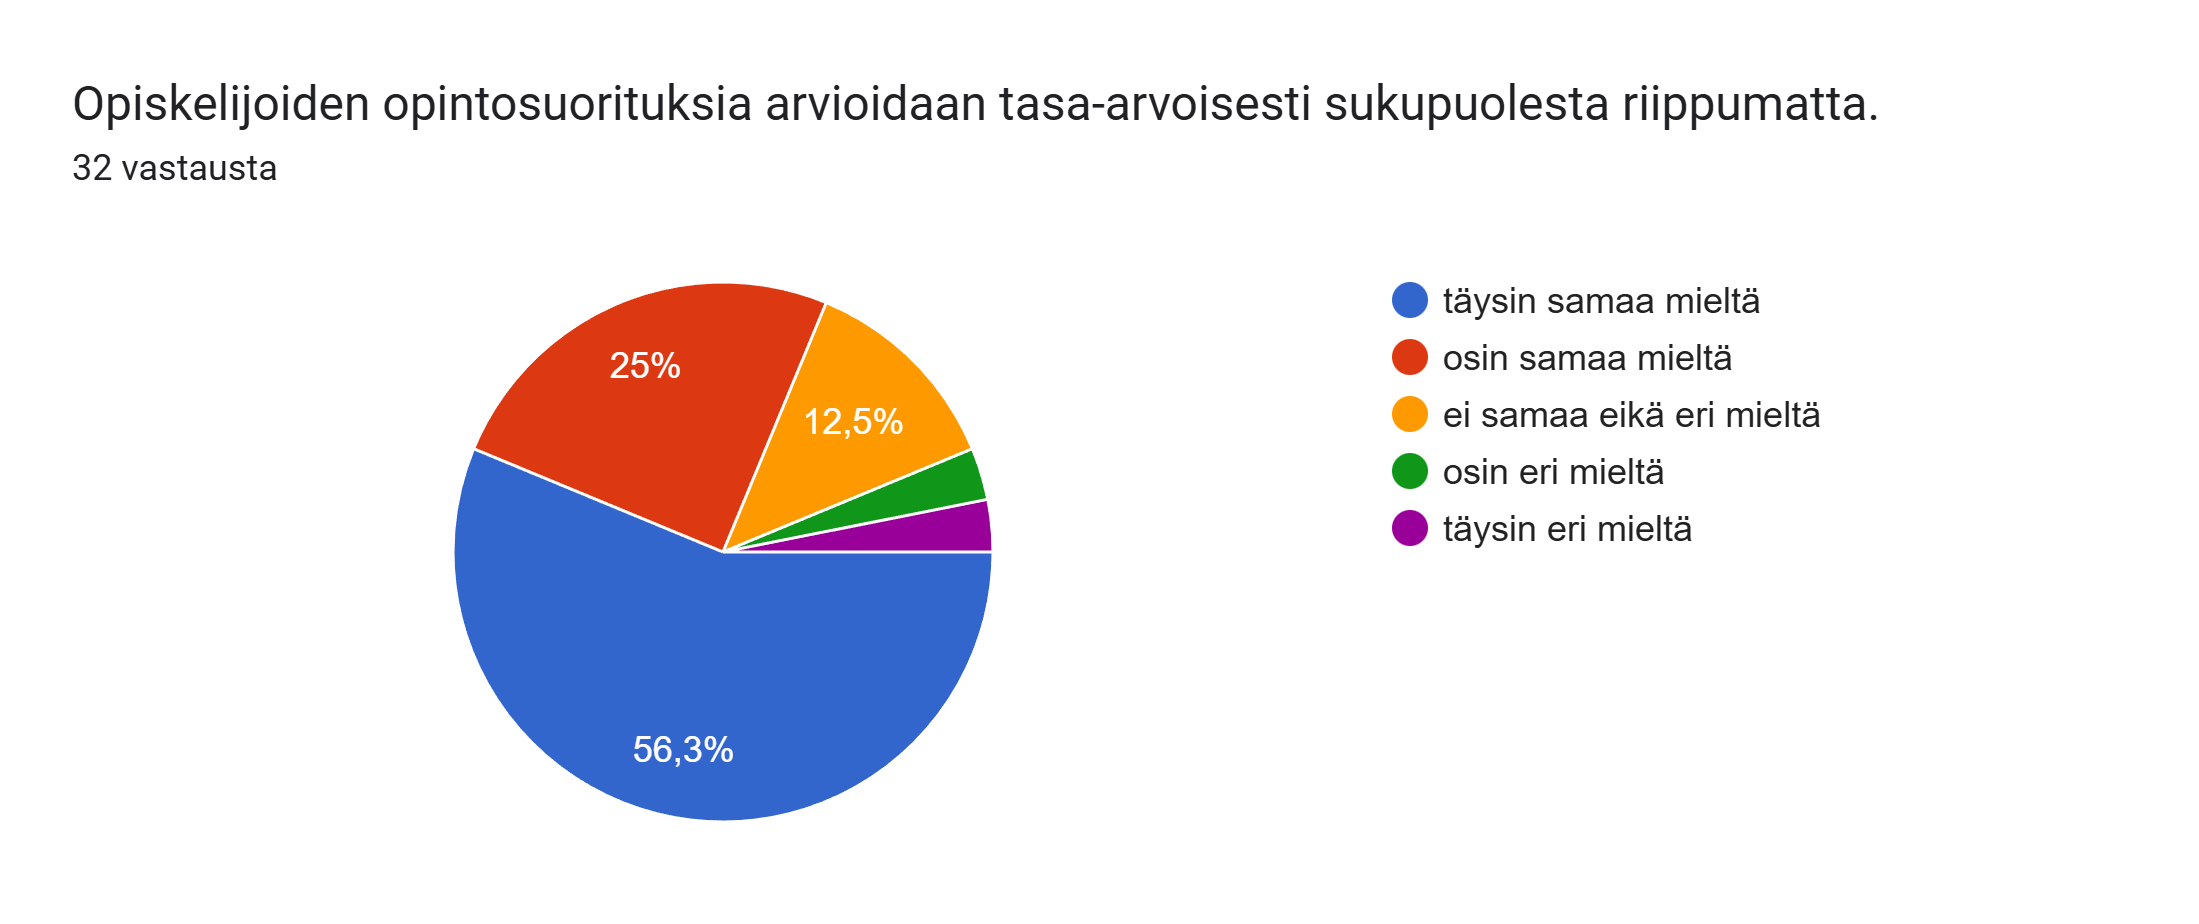 Opiskelijoiden opintosuorituksia arvioidaan tasa-arvoisesti sukupuolesta riippumatta.
32 vastausta
täysin samaa mieltä
osin samaa mieltä
ei samaa eikä eri mieltä
osin eri mieltä
täysin eri mieltä
25%
12,5%
56,3%